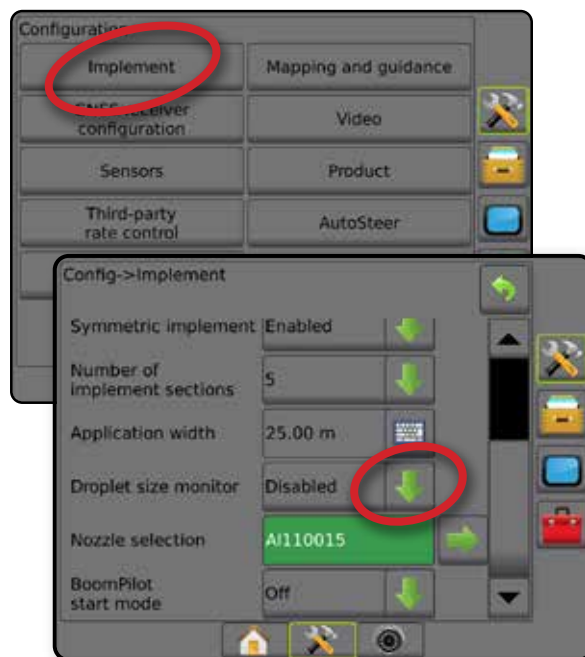 Configuration
Implement
Mapping and guidance
GNSS receiver
configuration
Video
Sensors
Product
Third-party
rate control
AutoSteer
Config->Implement
Symmetric implement
Enabled
Number of
implement sections
5
Application width
25.00 m
Droplet size monitor
Disabled
Nozzle selection
AI110015
BoomPilot
start mode
Off